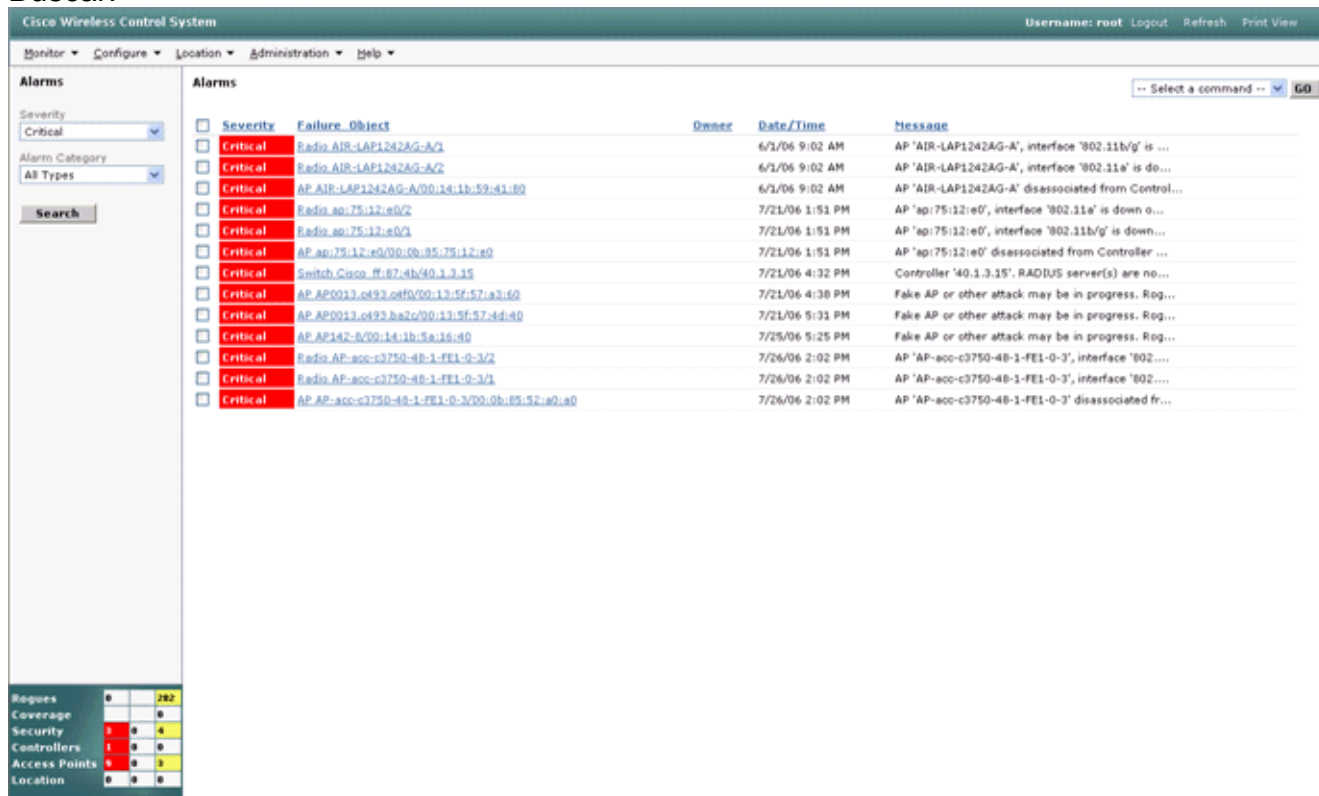 Buscar.
Cisco Wireless Control System
Username: root Logout Refresh Print View
Monitor Configure Location Administration Help
Alarms
Severity
Critical
Alarm Category
All Types
Search
Alarms
-- Select a command -- GO
Severity Failure Object Owner Date/Time Message
Critical Radio AIR-LAP1242AG-A/1 6/1/06 9:02 AM AP 'AIR-LAP1242AG-A', interface '802.11b/g' is ...
Critical Radio AIR-LAP1242AG-A/2 6/1/06 9:02 AM AP 'AIR-LAP1242AG-A', interface '802.11a' is do...
Critical AP AIR-LAP1242AG-A/00:14:1b:59:41:80 6/1/06 9:02 AM AP 'AIR-LAP1242AG-A' disassociated from Control...
Critical Radio ap:75:12:e0/2 7/21/06 1:51 PM AP 'ap:75:12:e0', interface '802.11a' is down o...
Critical Radio ap:75:12:e0/1 7/21/06 1:51 PM AP 'ap:75:12:e0', interface '802.11b/g' is down...
Critical AP ap:75:12:e0/00:0b:85:75:12:e0 7/21/06 1:51 PM AP 'ap:75:12:e0' disassociated from Controller ...
Critical Switch Cisco_ff:87:4b/40.1.3.15 7/21/06 4:32 PM Controller '40.1.3.15'. RADIUS server(s) are no...
Critical AP AP0013.c493.c4f0/00:13:5f:57:a3:60 7/21/06 4:38 PM Fake AP or other attack may be in progress. Rog...
Critical AP AP0013.c493.ba2c/00:13:5f:57:4d:40 7/21/06 5:31 PM Fake AP or other attack may be in progress. Rog...
Critical AP AP142-B/00:14:1b:5a:16:40 7/25/06 5:25 PM Fake AP or other attack may be in progress. Rog...
Critical Radio AP-acc-c3750-48-1-FE1-0-3/2 7/26/06 2:02 PM AP 'AP-acc-c3750-48-1-FE1-0-3', interface '802....
Critical Radio AP-acc-c3750-48-1-FE1-0-3/1 7/26/06 2:02 PM AP 'AP-acc-c3750-48-1-FE1-0-3', interface '802....
Critical AP AP-acc-c3750-48-1-FE1-0-3/00:0b:85:52:a0:a0 7/26/06 2:02 PM AP 'AP-acc-c3750-48-1-FE1-0-3' disassociated fr...
Rogues 0 282
Coverage 0
Security 3 0 4
Controllers 1 0 0
Access Points 9 0 3
Location 0 0 0